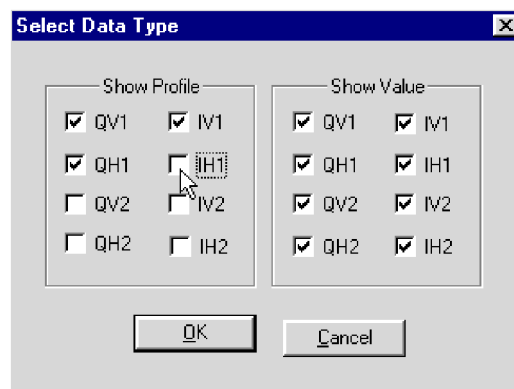 Select Data Type
Show Profile Show Value
QV1 IV1 QV1 IV1
QH1 IH1 QH1 IH1
QV2 IV2 QV2 IV2
QH2 IH2 QH2 IH2
OK Cancel